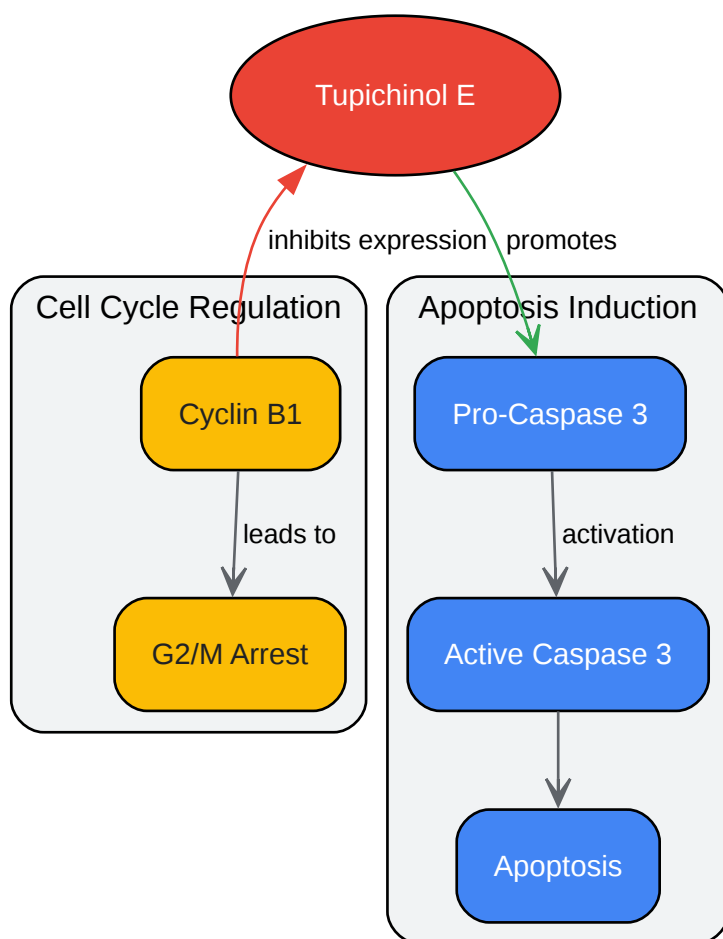 Tupichinol E
inhibits expression
promotes
Cell Cycle Regulation
Apoptosis Induction
Cyclin B1
Pro-Caspase 3
leads to
activation
G2/M Arrest
Active Caspase 3
Apoptosis